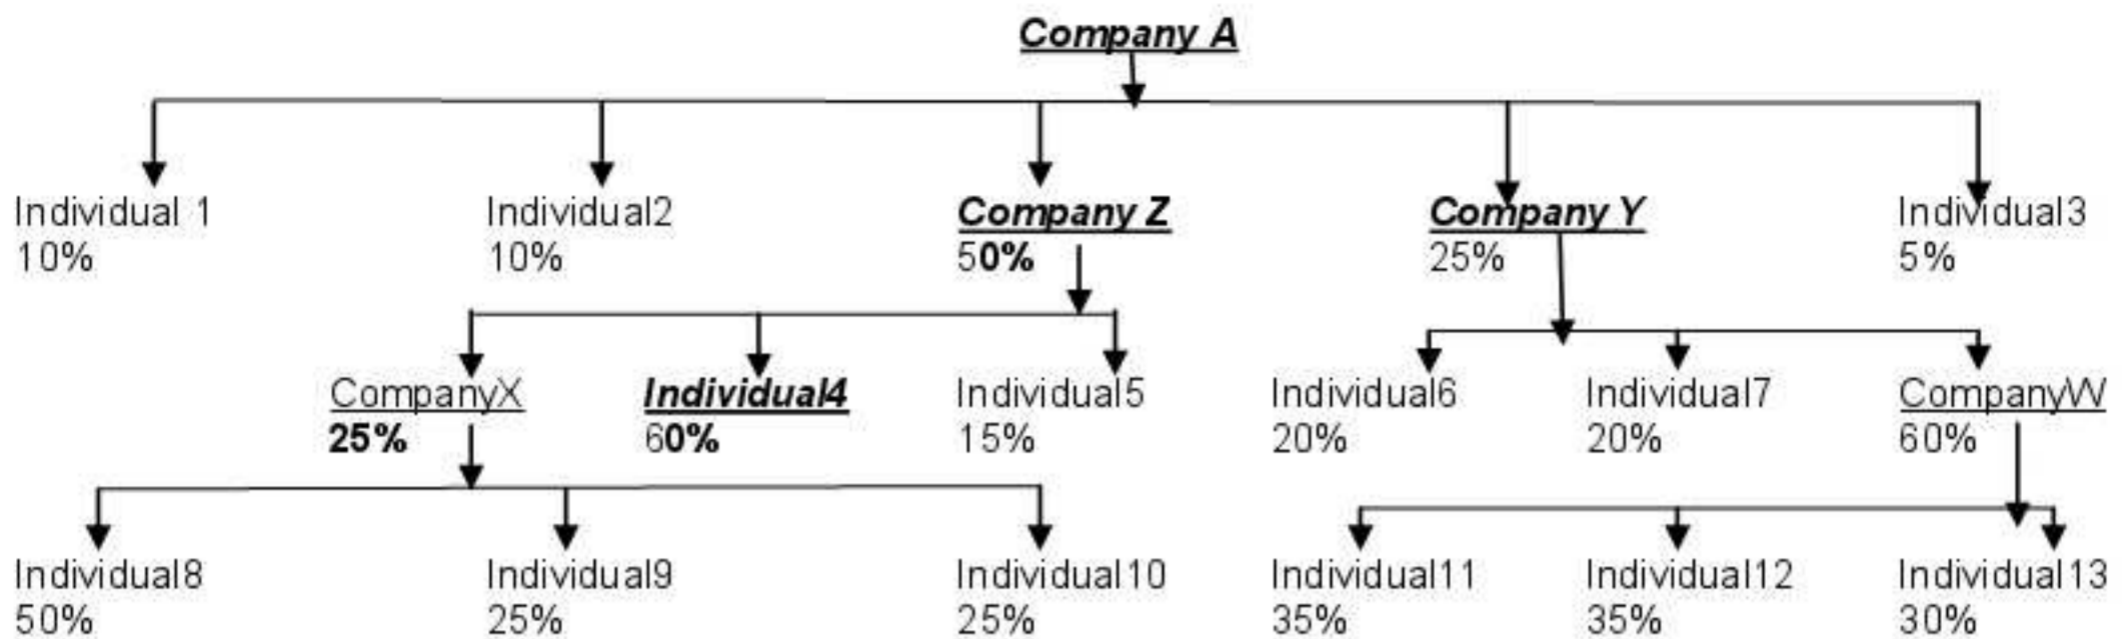 Company A
Individual 1
10%
Individual2
10%
Company Z
50%
Company Y
25%
Individual3
5%
CompanyX
25%
Individual4
60%
Individual5
15%
Individual6
20%
Individual7
20%
CompanyW
60%
Individual8
50%
Individual9
25%
Individual10
25%
Individual11
35%
Individual12
35%
Individual13
30%